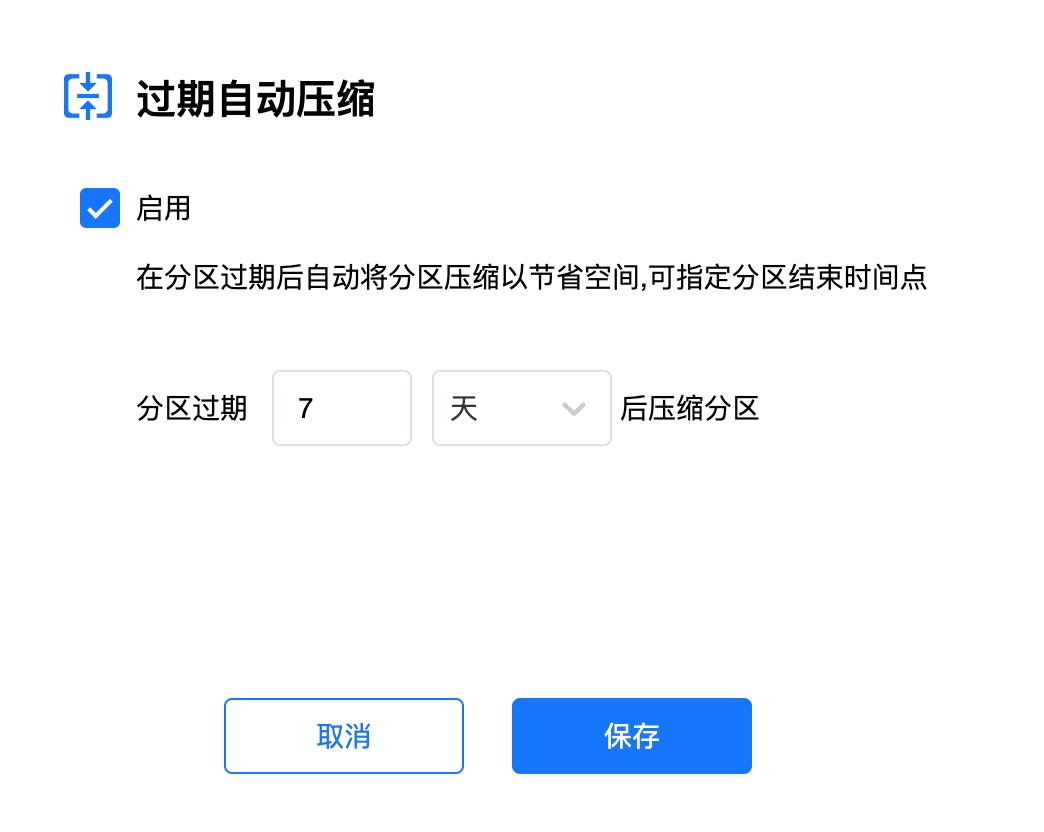 过期自动压缩
启用
在分区过期后自动将分区压缩以节省空间,可指定分区结束时间点
分区过期 7 天 后压缩分区
取消 保存